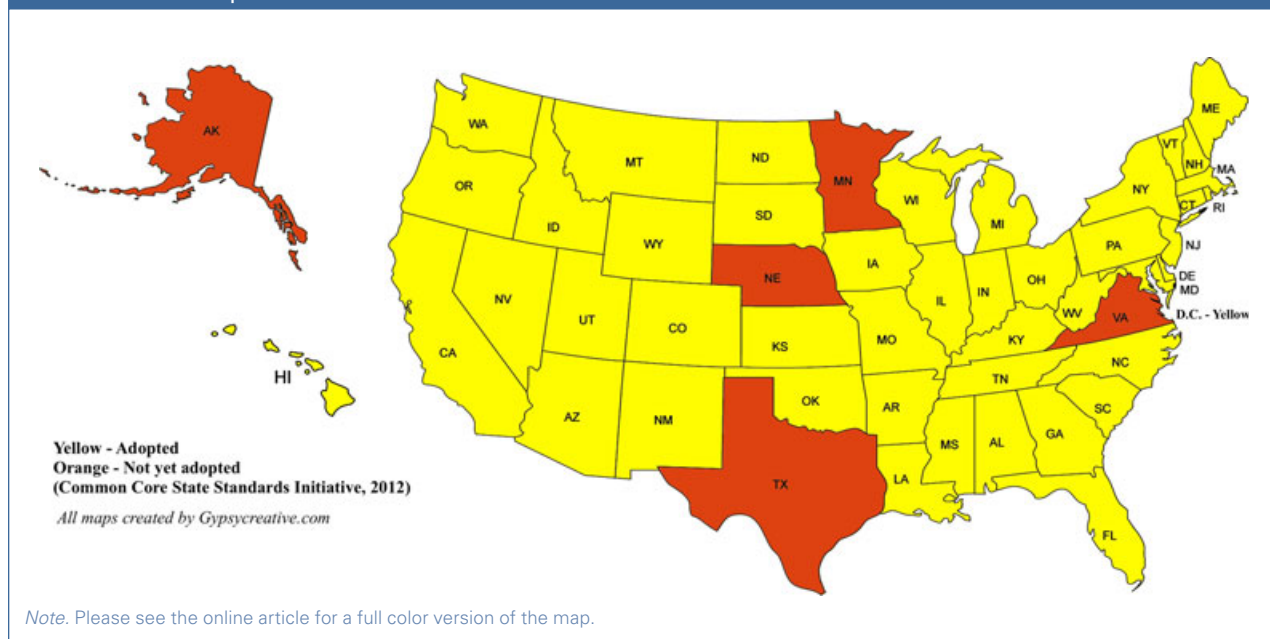 AK
WA
MT
ND
MN
ME
VT
NH
MA
OR
ID
SD
WI
MI
NY
CT
RI
WY
IA
PA
NJ
NE
OH
DE
MD
NV
UT
CO
IL
IN
WV
VA
D.C. - Yellow
CA
KS
MO
KY
NC
HI
TN
AZ
NM
OK
AR
SC
MS
AL
GA
TX
LA
FL
Yellow - Adopted
Orange - Not yet adopted
(Common Core State Standards Initiative, 2012)
All maps created by Gypsycreative.com
Note. Please see the online article for a full color version of the map.